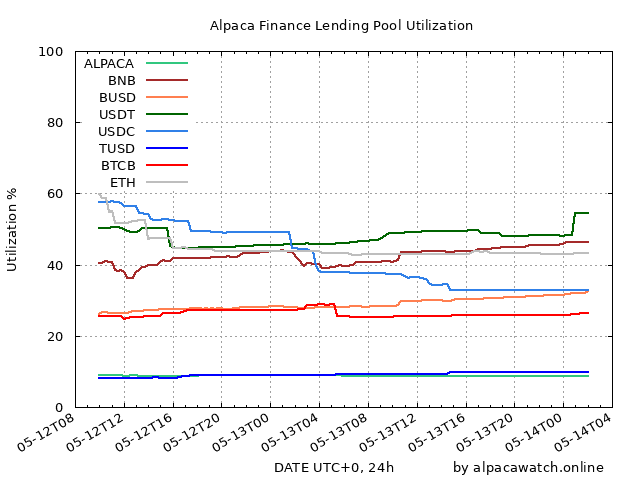 Alpaca Finance Lending Pool Utilization
100
80
60
40
20
0
Utilization %
ALPACA
BNB
BUSD
USDT
USDC
TUSD
BTCB
ETH
05-12T08
05-12T12
05-12T16
05-12T20
05-13T00
05-13T04
05-13T08
05-13T12
05-13T16
05-13T20
05-14T00
05-14T04
DATE UTC+0, 24h
by alpacawatch.online